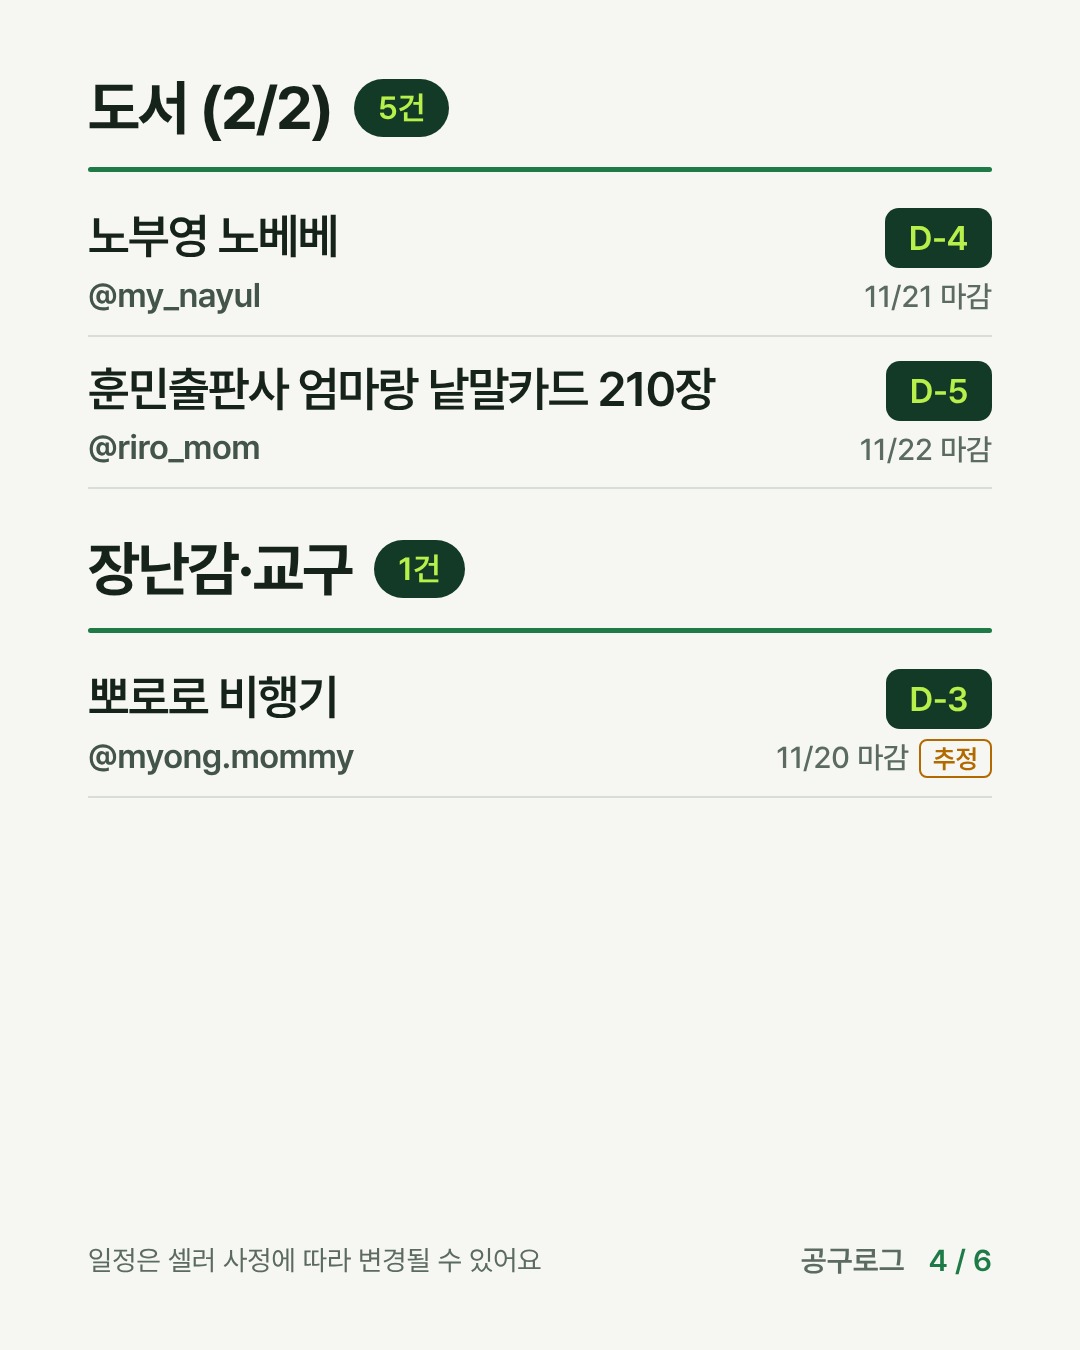 도서 (2/2) 5건
노부영 노베베 D-4
@my_nayul 11/21 마감
훈민출판사 엄마랑 낱말카드 210장 D-5
@riro_mom 11/22 마감
장난감·교구 1건
뽀로로 비행기 D-3
@myong.mommy 11/20 마감 추정
일정은 셀러 사정에 따라 변경될 수 있어요 공구로그 4 / 6